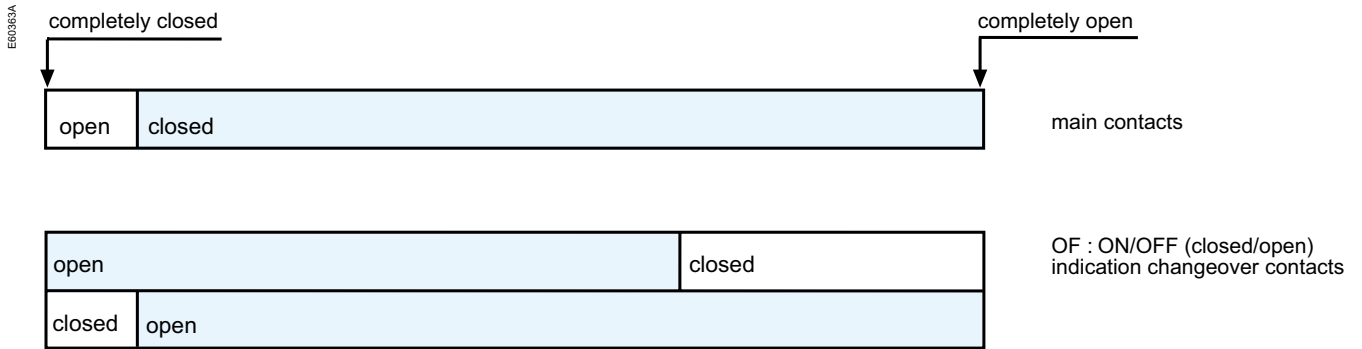 E60363A
completely closed
completely open
open
closed
main contacts
open
closed
OF : ON/OFF (closed/open)
indication changeover contacts
closed
open